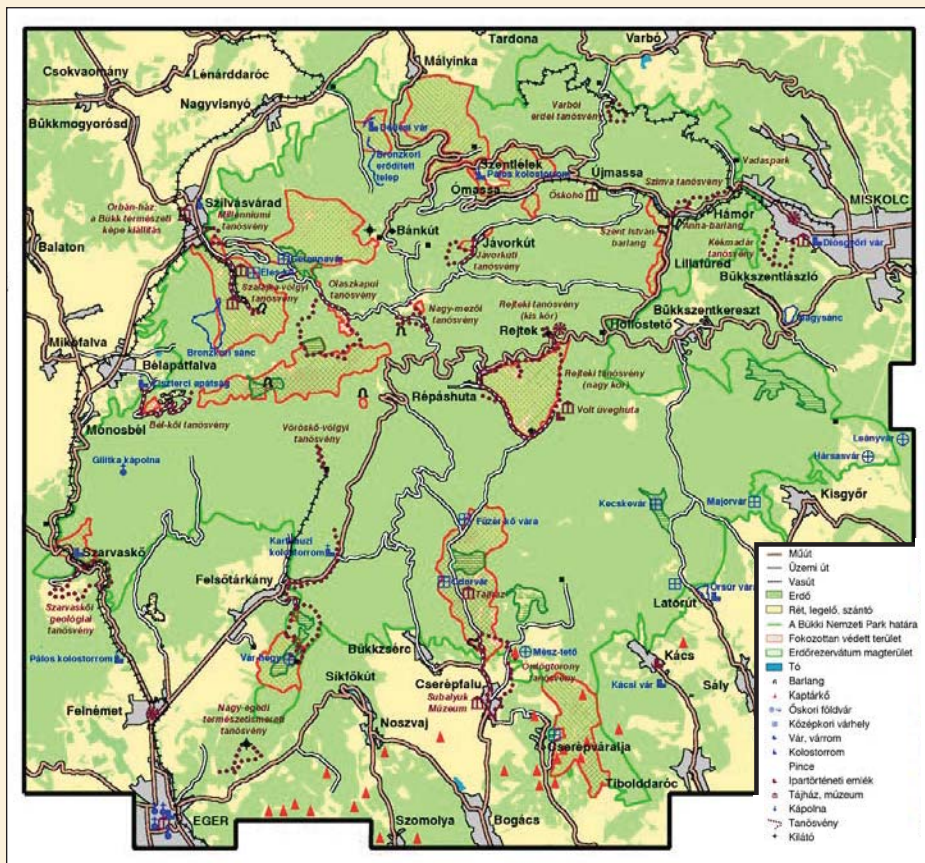 Tardona
Varbó
Mályinka
Csokvaomány
Lénárddaróc
Nagyvisnyó
Bükkmogyorósd
Varbói
erdei tanösvény
Dédesi vár
Bronzkori
erődített
telep
Szentlélek
Pálos kolostorrom
Újmassa
Vadaspark
Ómassa
Őskohó
Szinva tanösvény
MISKOLC
Orbán-ház,
a Bükk természeti
képe kiállítás
Szilvásvárad
Millenniumi
tanösvény
Hámor
Anna-barlang
Szent István-
barlang
Kékmadár
tanösvény
Diósgyőri vár
Bánkút
Jávorkút
Jávorkúti
tanösvény
Lillafüred
Bükkszentlászló
Balaton
Szalajka-völgyi
tanösvény
Olaszkapui
tanösvény
Nagy-mezői
tanösvény
Rejteki tanösvény
(kis kör)
Rejtek
Hollóstető
Bükkszentkereszt
Nagysánc
Mikófalva
Bronzkori sánc
Bélapátfalva
Ciszterci apátság
Rejteki tanösvény
(nagy kör)
Répáshuta
Volt üveghuta
Mónosbél
Bél-kői tanösvény
Vöröskő-völgyi
tanösvény
Leányvár
Hársasvár
Gilitka kápolna
Kecskevár
Majorvár
Kisgyőr
Füzér-kő vára
Szarvaskő
Karthauzi
kolostorrom
Felsőtárkány
Odorvár
Tájház
Latorút
Örsúr vára
Szarvaskői
geológiai
tanösvény
Pálos kolostorrom
Bükkzsérc
Mész-tető
Ördögtorony
tanösvény
Kács
Vár-hegy
Síkfőkút
Cserépfalu
Subalyuk
Múzeum
Kácsi vár
Sály
Felnémet
Nagy-egedi
természetismereti
tanösvény
Noszvaj
Cserépváralja
Tibolddaróc
EGER
Szomolya
Bogács
Műút
Üzemi út
Vasút
Erdő
Rét, legelő, szántó
A Bükki Nemzeti Park határa
Fokozottan védett terület
Erdőrezervátum magterület
Tó
Barlang
Kaptárkő
Őskori földvár
Középkori várhely
Vár, várrom
Kolostorrom
Pince
Ipartörténeti emlék
Tájház, múzeum
Kápolna
Tanösvény
Kilátó